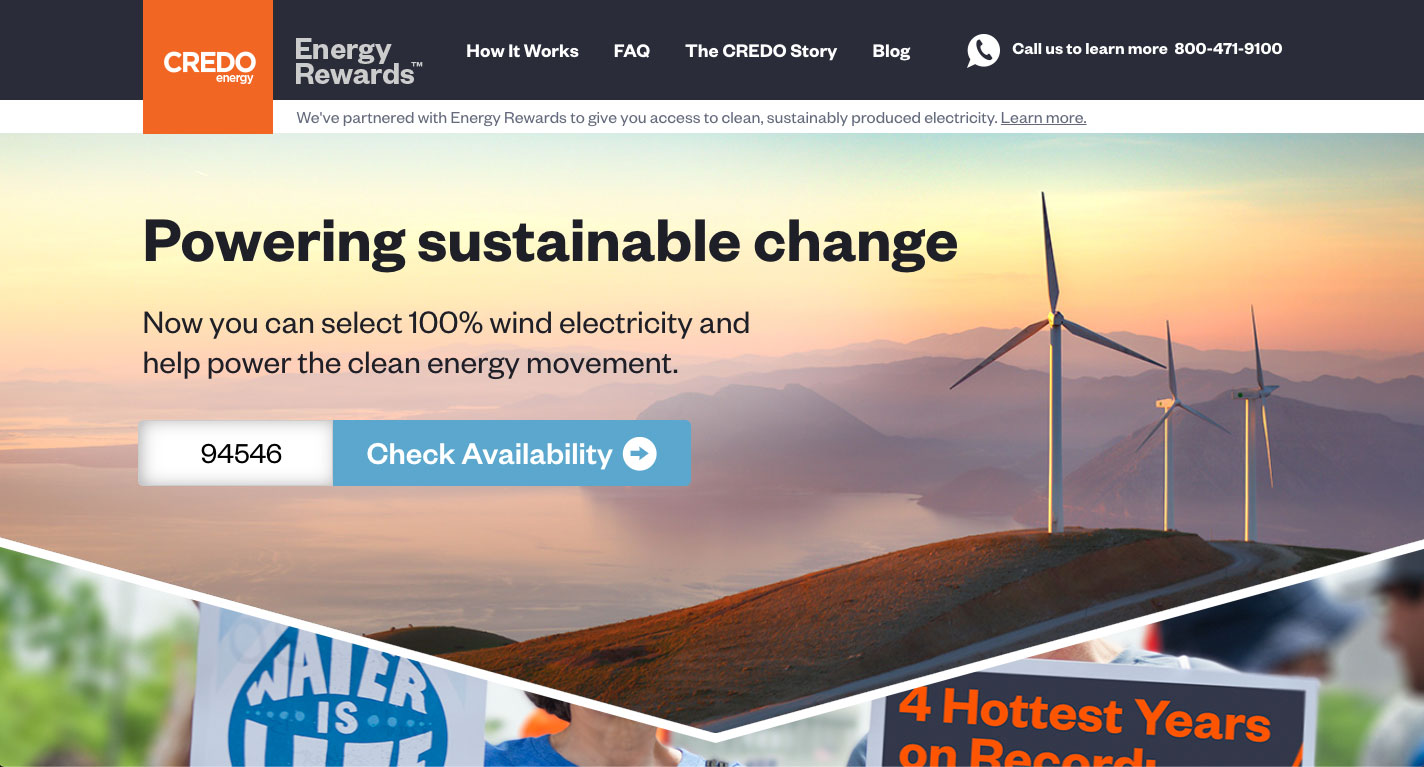 CREDO
energy
Energy
Rewards™
How It Works
FAQ
The CREDO Story
Blog
Call us to learn more 800-471-9100
We've partnered with Energy Rewards to give you access to clean, sustainably produced electricity. Learn more.
Powering sustainable change
Now you can select 100% wind electricity and
help power the clean energy movement.
94546
Check Availability
WATER
IS
LIFE
4 Hottest Years
on Record: